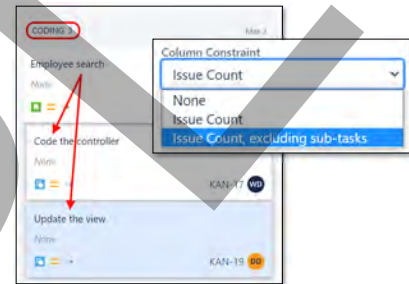 CODING 3
Mar 3
Employee search
None
Code the controller
None
KAN-17 WD
Update the view
None
KAN-19 DD
Column Constraint
Issue Count
None
Issue Count
Issue Count, excluding sub-tasks